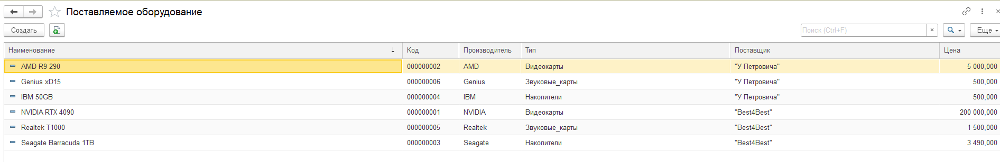 Поставляемое оборудование
Создать Поиск (Ctrl+F) × Еще
Наименование ↓ Код Производитель Тип Поставщик Цена
AMD R9 290 000000002 AMD Видеокарты "У Петровича" 5 000,000
Genius xD15 000000006 Genius Звуковые_карты "У Петровича" 500,000
IBM 50GB 000000004 IBM Накопители "У Петровича" 500,000
NVIDIA RTX 4090 000000001 NVIDIA Видеокарты "Best4Best" 200 000,000
Realtek T1000 000000005 Realtek Звуковые_карты "Best4Best" 1 500,000
Seagate Barracuda 1TB 000000003 Seagate Накопители "Best4Best" 3 490,000